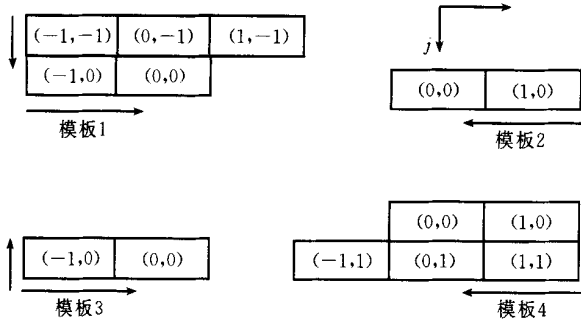 (-1,-1) (0,-1) (1,-1)
(-1,0) (0,0)
模板1
j
(0,0) (1,0)
模板2
(-1,0) (0,0)
模板3
(0,0) (1,0)
(-1,1) (0,1) (1,1)
模板4